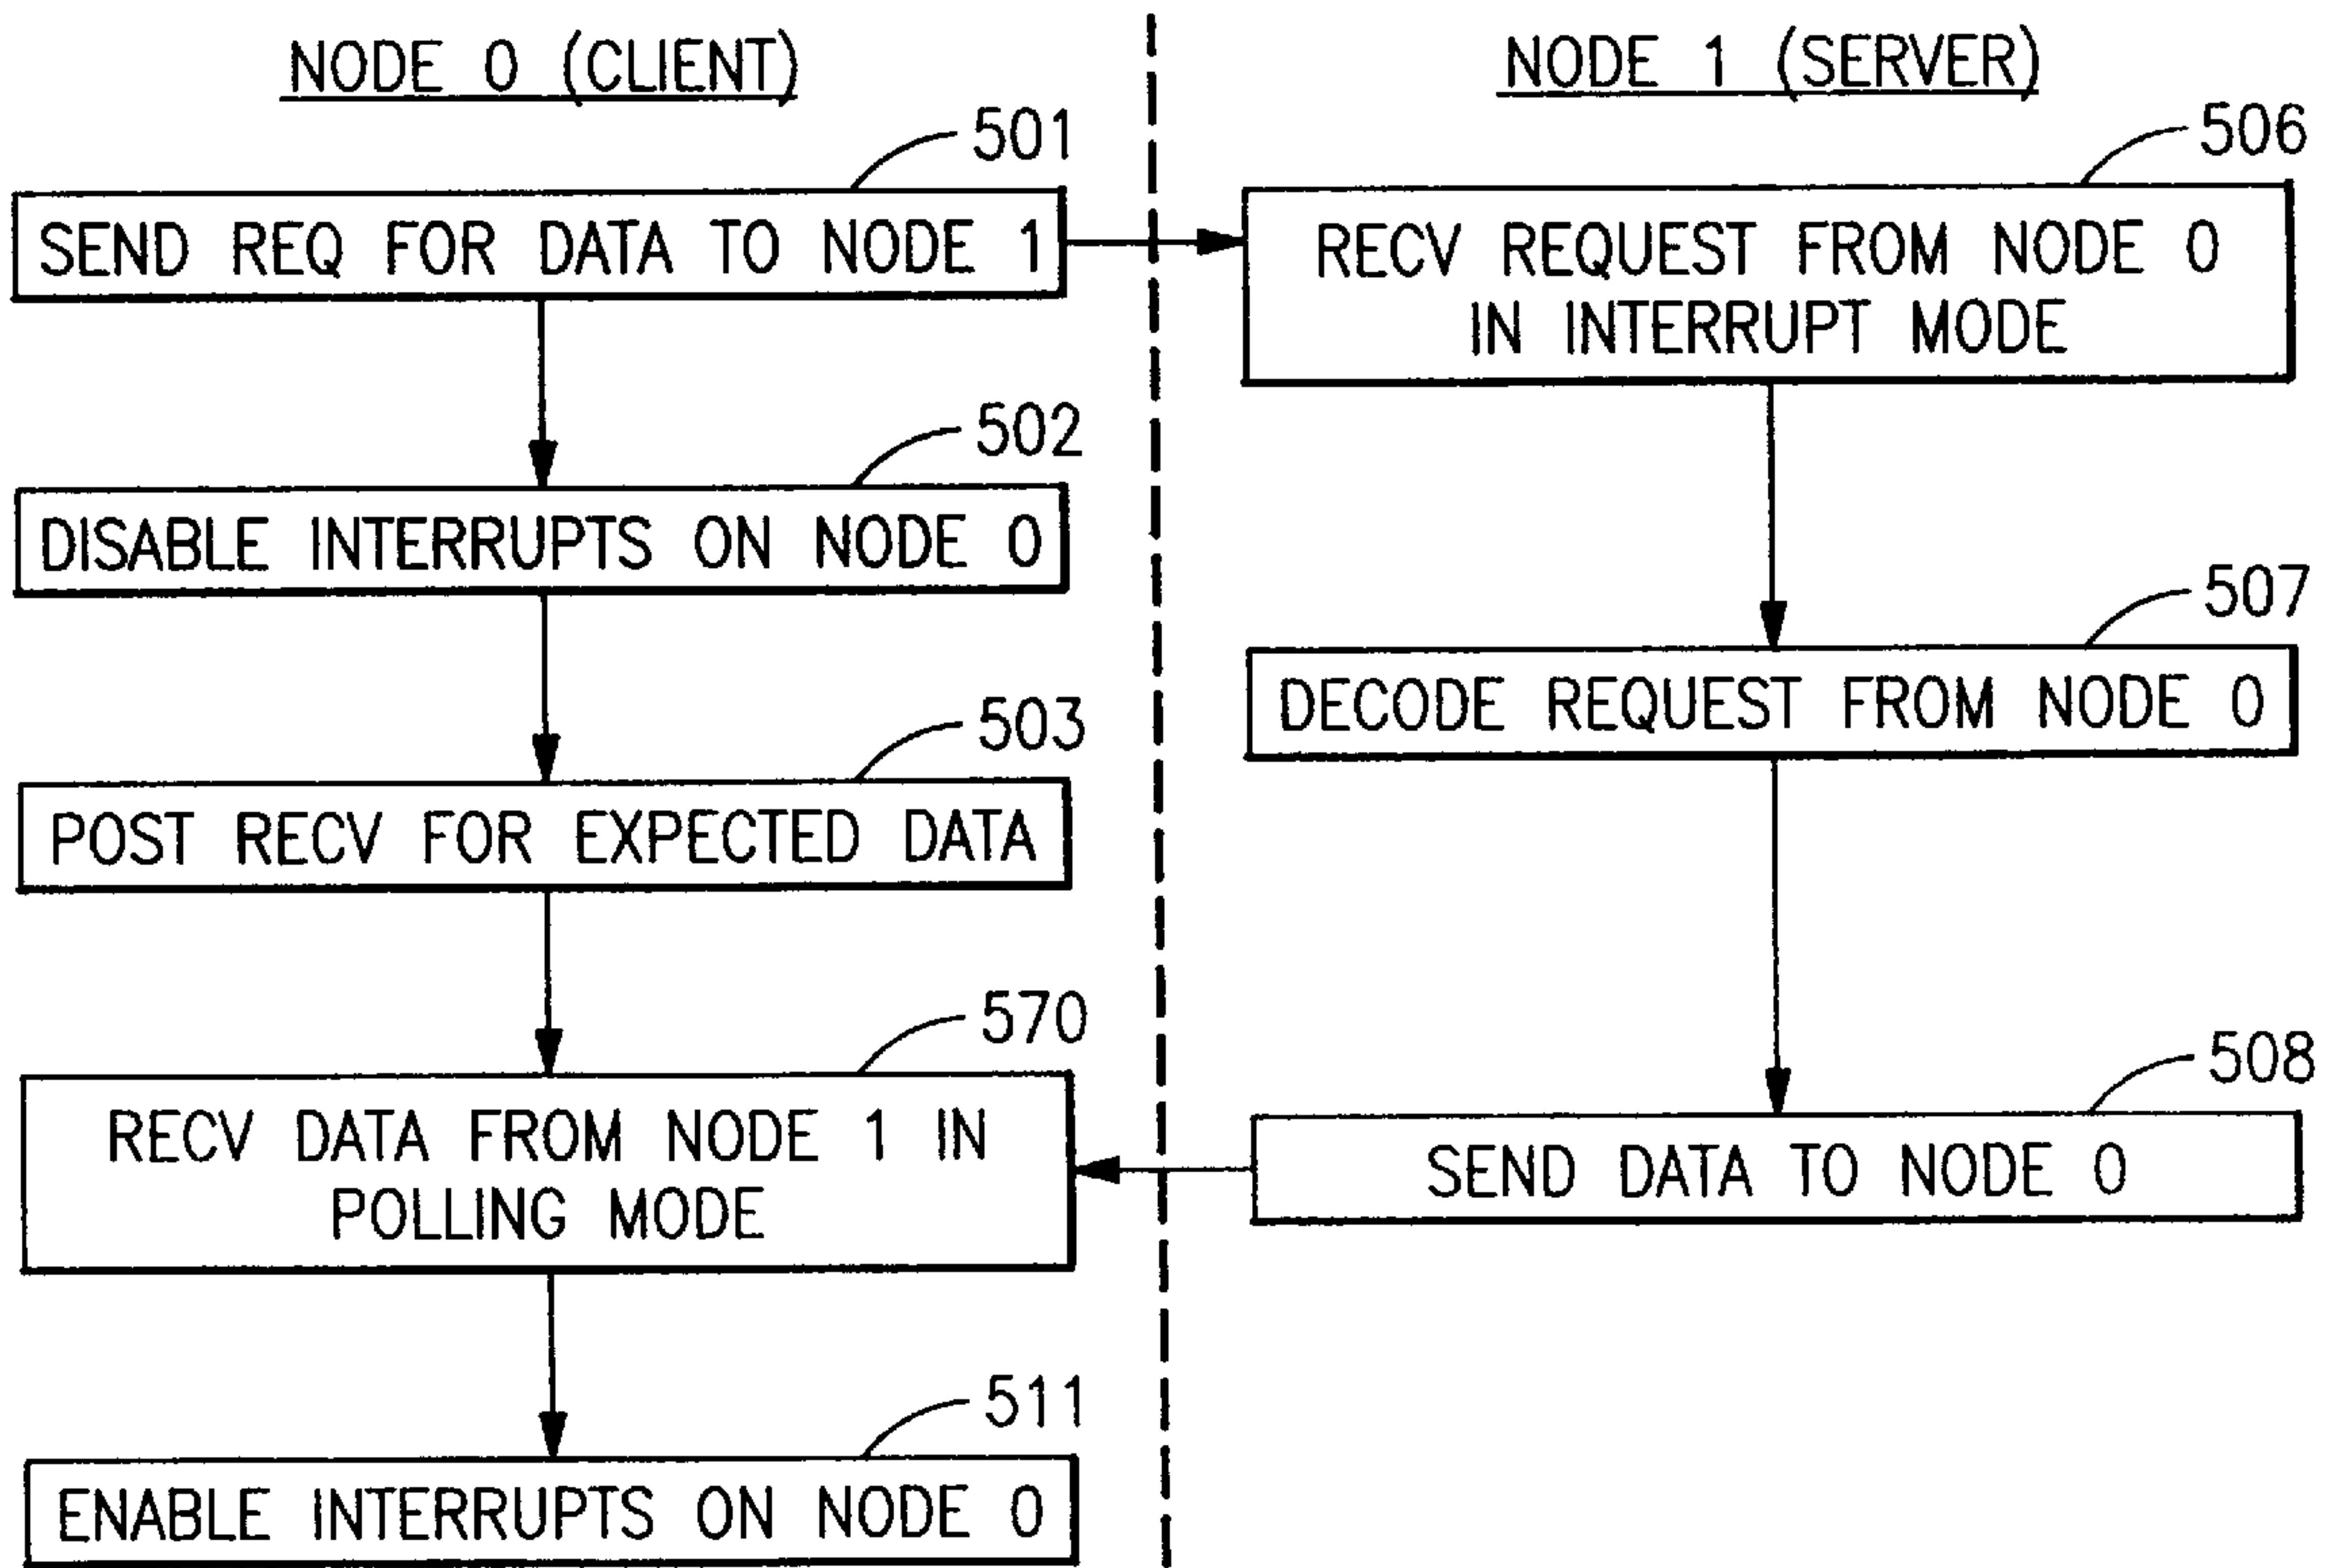 NODE 0 (CLIENT)
501
SEND REQ FOR DATA TO NODE 1
502
DISABLE INTERRUPTS ON NODE 0
503
POST RECV FOR EXPECTED DATA
570
RECV DATA FROM NODE 1 IN
POLLING MODE
511
ENABLE INTERRUPTS ON NODE 0
NODE 1 (SERVER)
506
RECV REQUEST FROM NODE 0
IN INTERRUPT MODE
507
DECODE REQUEST FROM NODE 0
508
SEND DATA TO NODE 0